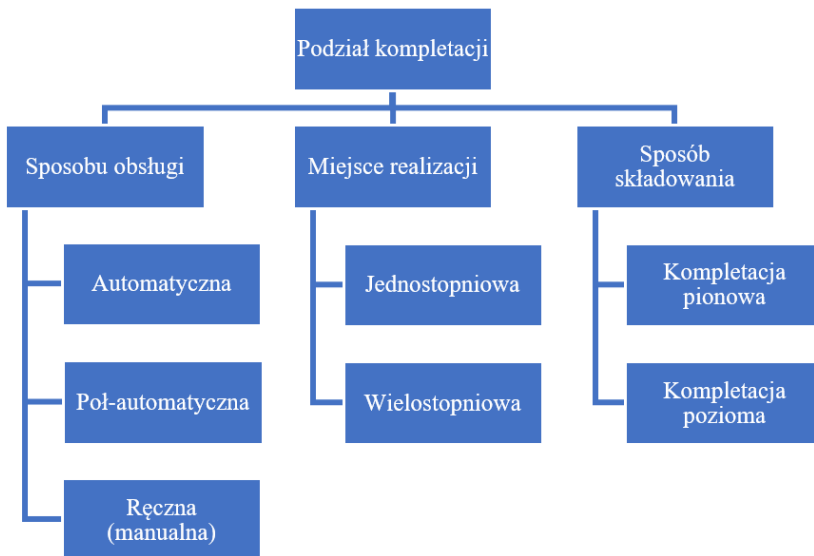 Podział kompletacji
Sposobu obsługi
Miejsce realizacji
Sposób
składowania
Automatyczna
Jednostopniowa
Kompletacja
pionowa
Poł-automatyczna
Wielostopniowa
Kompletacja
pozioma
Ręczna
(manualna)